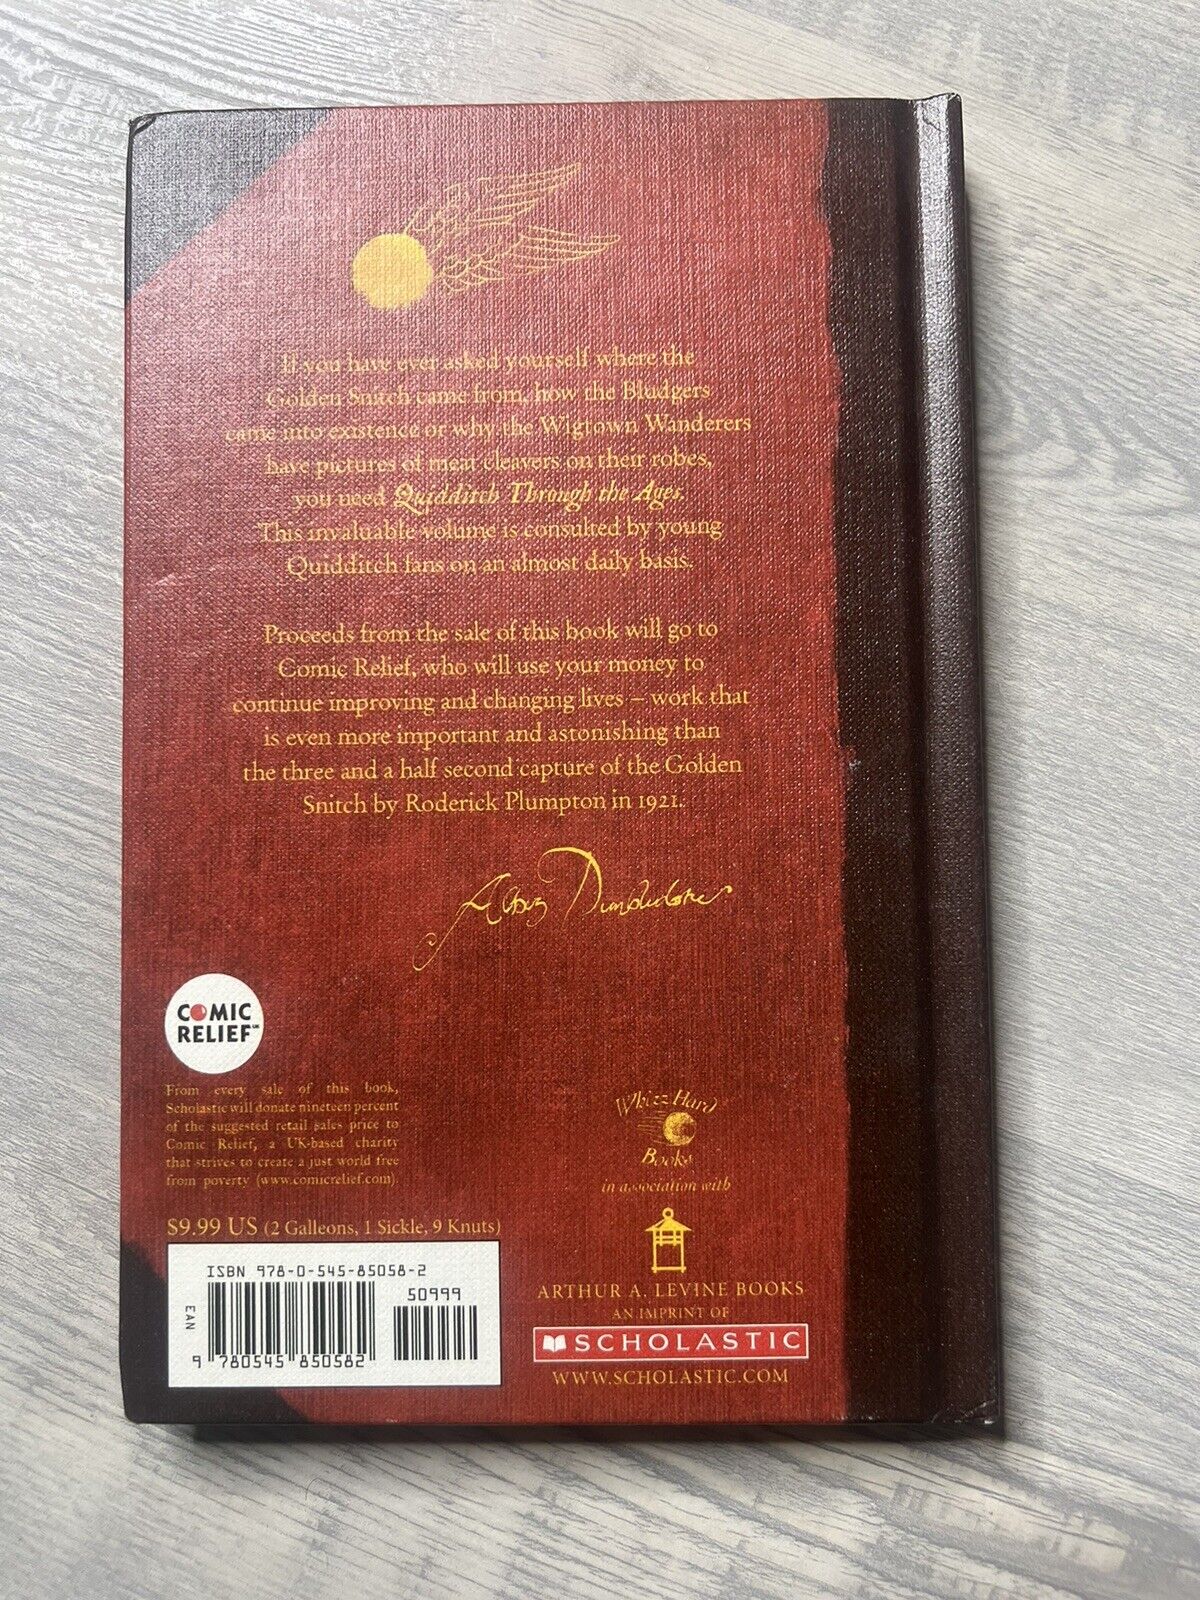 If you have ever asked yourself where the
Golden Snitch came from, how the Bludgers
came into existence or why the Wigtown Wanderers
have pictures of meat cleavers on their robes,
you need Quidditch Through the Ages.
This invaluable volume is consulted by young
Quidditch fans on an almost daily basis.
Proceeds from the sale of this book will go to
Comic Relief, who will use your money to
continue improving and changing lives – work that
is even more important and astonishing than
the three and a half second capture of the Golden
Snitch by Roderick Plumpton in 1921.
Albus Dumbledore
COMIC
RELIEF UK
From every sale of this book,
Scholastic will donate nineteen percent
of the suggested retail sales price to
Comic Relief, a UK-based charity
that strives to create a just world free
from poverty (www.comicrelief.com).
$9.99 US (2 Galleons, 1 Sickle, 9 Knuts)
ISBN 978-0-545-85058-2
50999
EAN
9 780545 850582
Whizz Hard
Books
in association with
ARTHUR A. LEVINE BOOKS
AN IMPRINT OF
SCHOLASTIC
WWW.SCHOLASTIC.COM